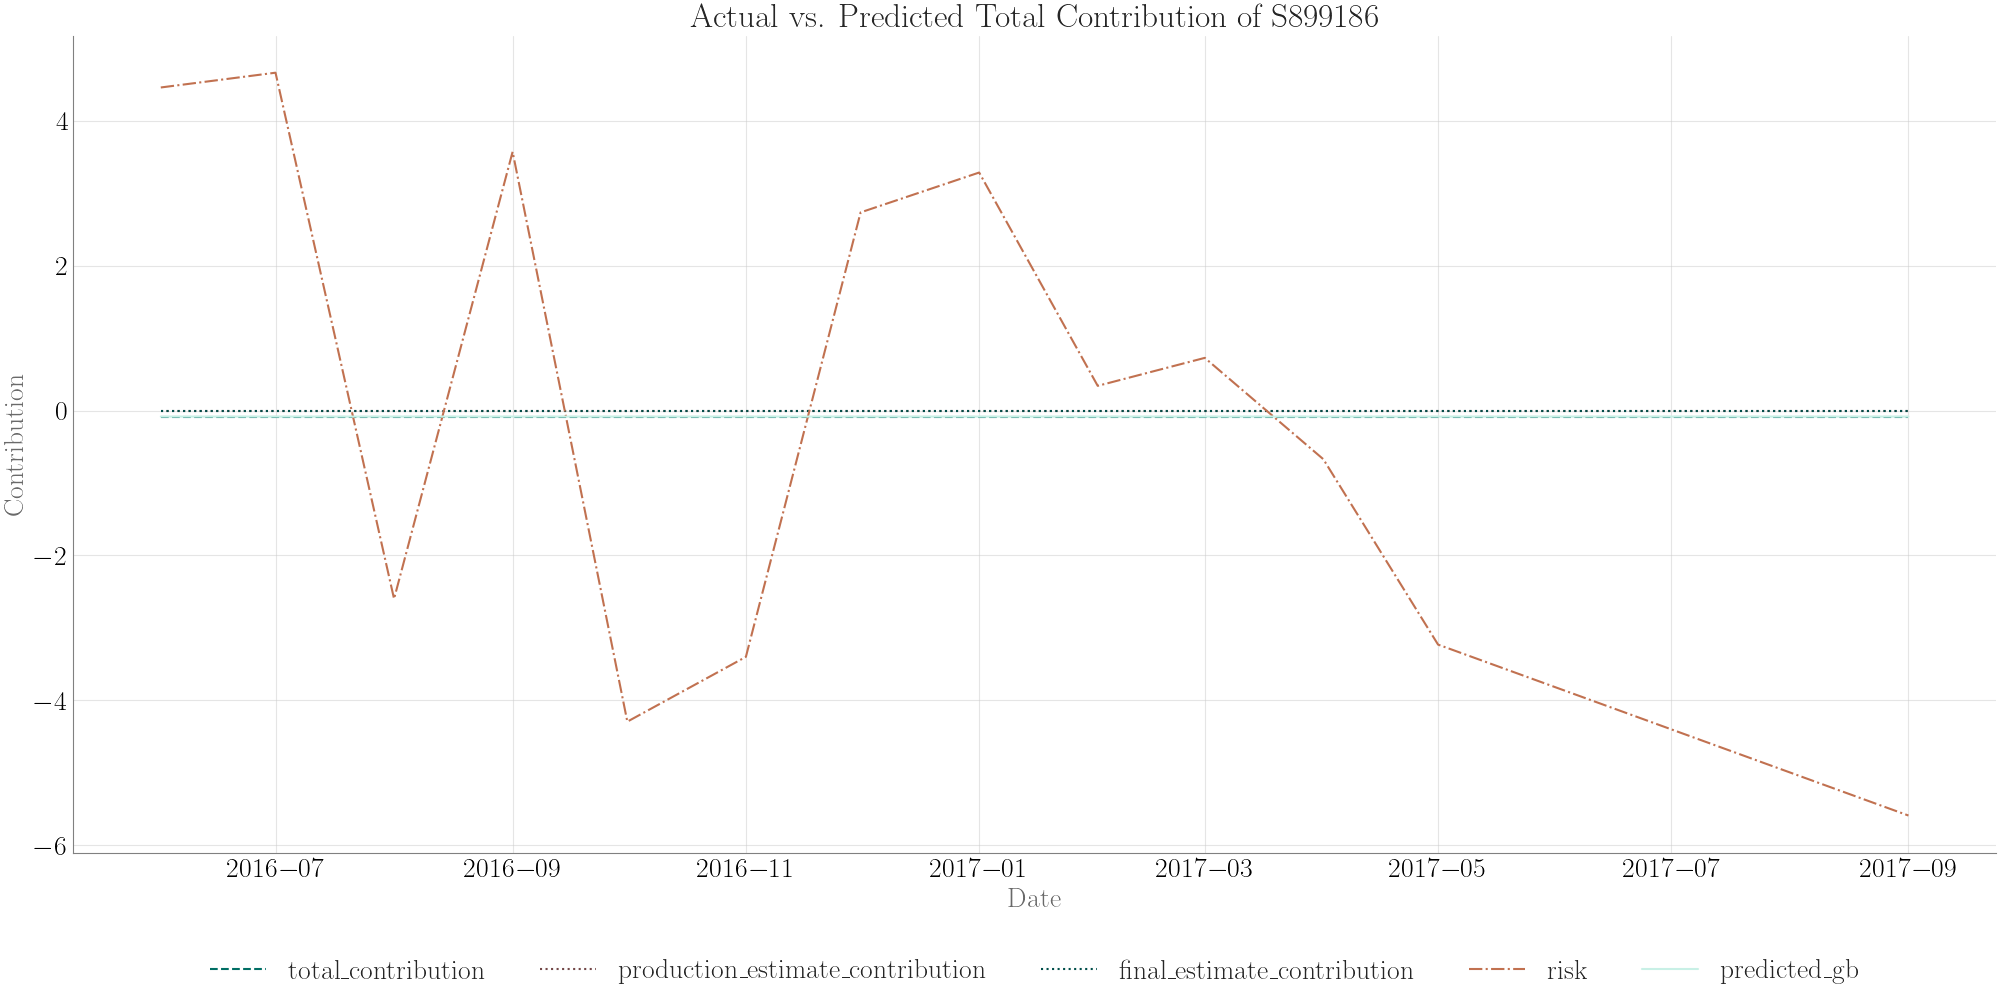 Actual vs. Predicted Total Contribution of S899186
Contribution
4
2
0
−2
−4
−6
2016−07
2016−09
2016−11
2017−01
2017−03
2017−05
2017−07
2017−09
Date
total_contribution
production_estimate_contribution
final_estimate_contribution
risk
predicted_gb